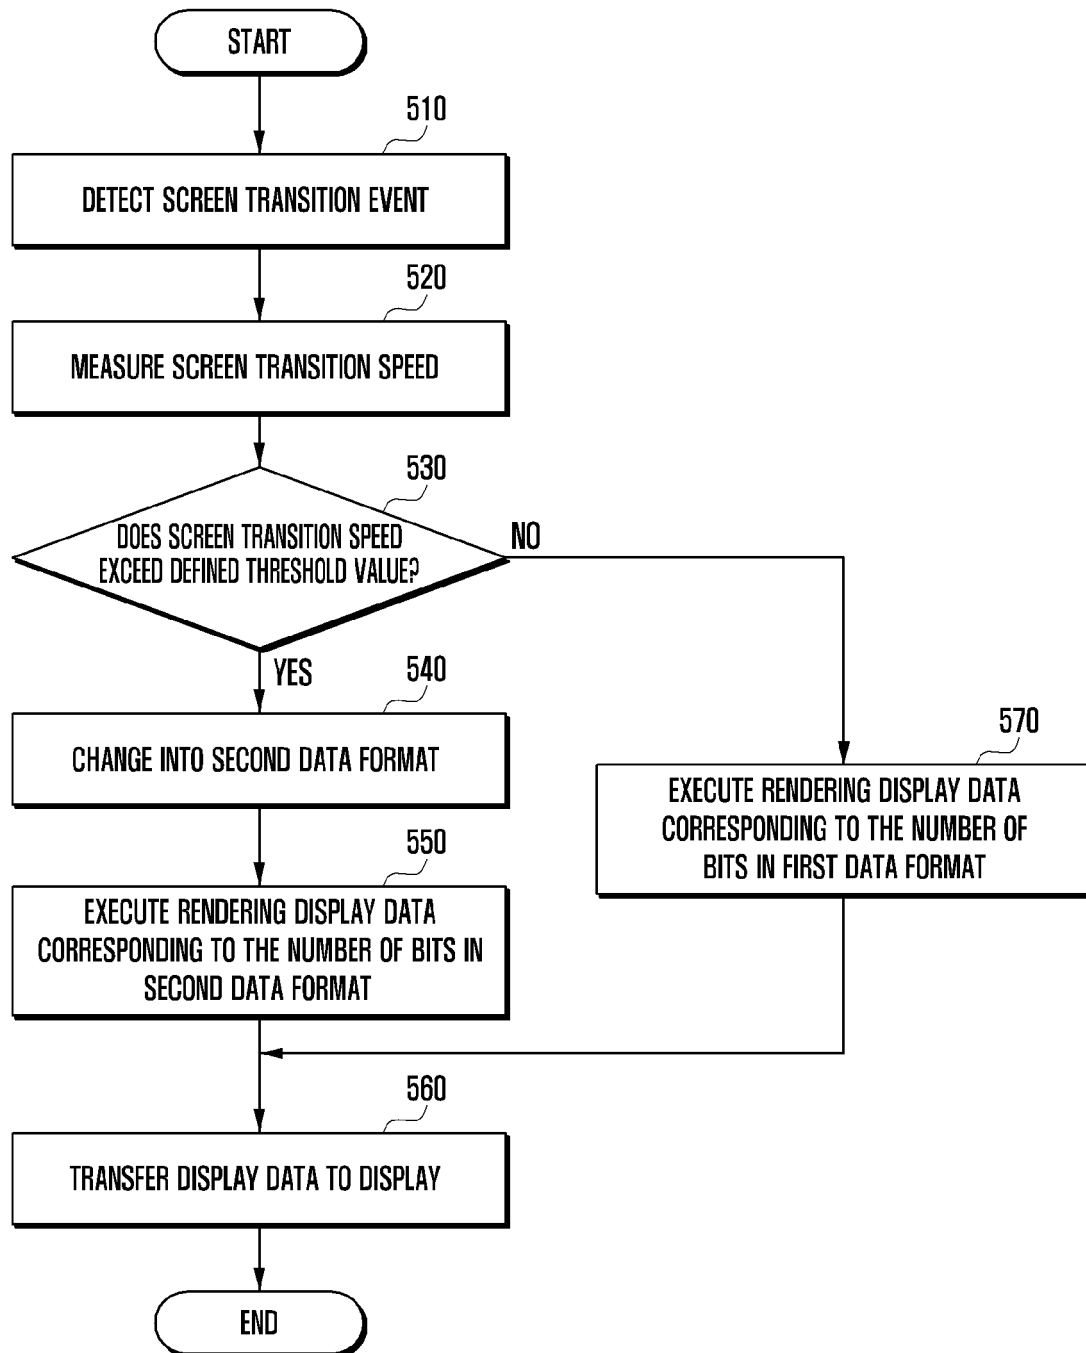 START
510
DETECT SCREEN TRANSITION EVENT
520
MEASURE SCREEN TRANSITION SPEED
530
DOES SCREEN TRANSITION SPEED
EXCEED DEFINED THRESHOLD VALUE?
NO
YES
540
CHANGE INTO SECOND DATA FORMAT
570
EXECUTE RENDERING DISPLAY DATA
CORRESPONDING TO THE NUMBER OF
BITS IN FIRST DATA FORMAT
550
EXECUTE RENDERING DISPLAY DATA
CORRESPONDING TO THE NUMBER OF BITS IN
SECOND DATA FORMAT
560
TRANSFER DISPLAY DATA TO DISPLAY
END